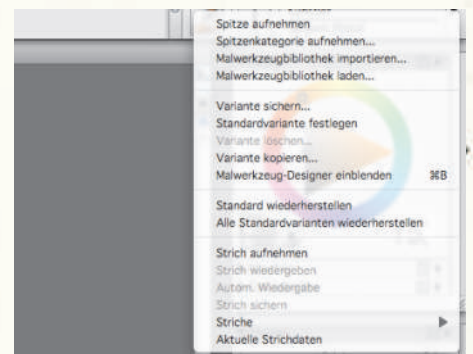 Spitze aufnehmen
Spitzenkategorie aufnehmen...
Malwerkzeugbibliothek importieren...
Malwerkzeugbibliothek laden...
Variante sichern...
Standardvariante festlegen
Variante löschen...
Variante kopieren...
Malwerkzeug-Designer einblenden ⌘B
Standard wiederherstellen
Alle Standardvarianten wiederherstellen
Strich aufnehmen
Strich wiedergeben
Autom. Wiedergabe
Strich sichern
Striche
Aktuelle Strichdaten